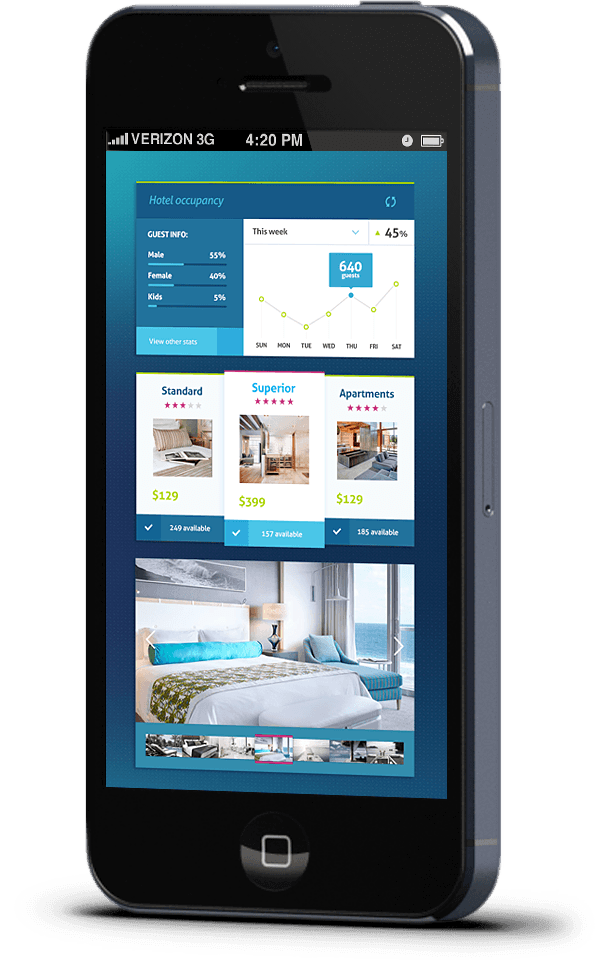 VERIZON 3G 4:20 PM
Hotel occupancy
GUEST INFO:
Male 55%
Female 40%
Kids 5%
View other stats
This week
45%
640
guests
SUN MON TUE WED THU FRI SAT
Standard
$129
249 available
Superior
$399
157 available
Apartments
$129
185 available